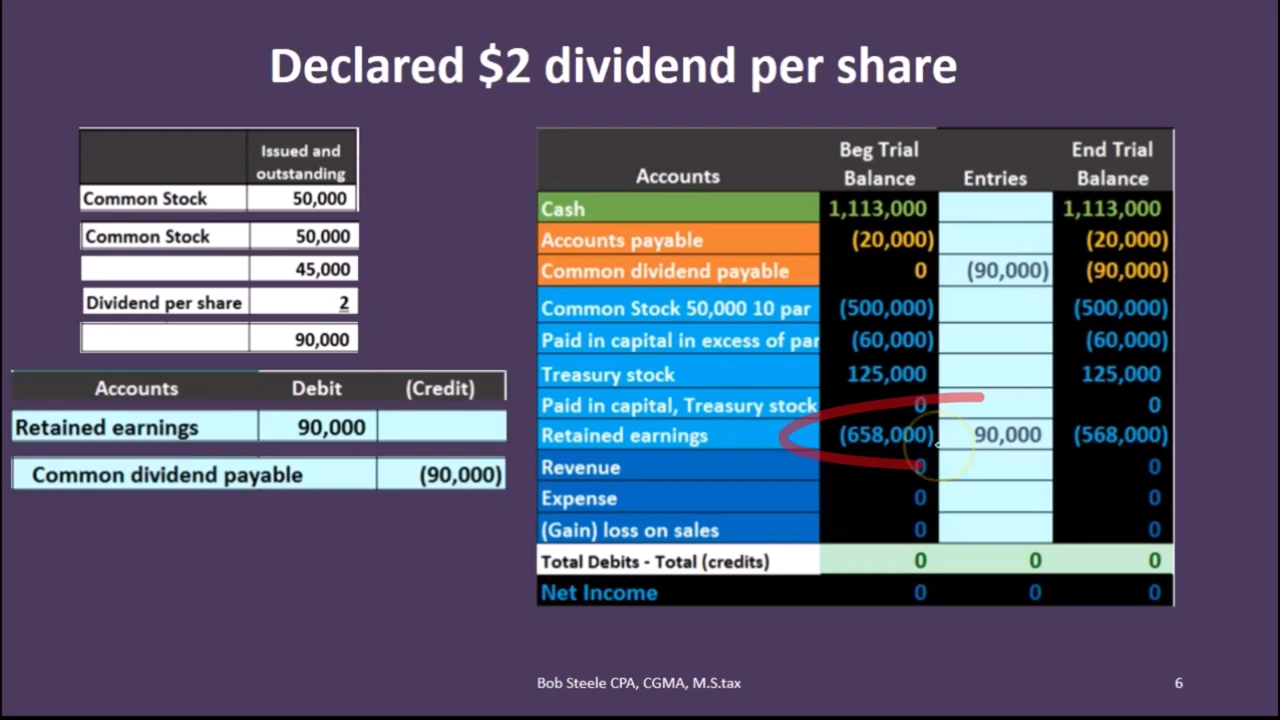 Declared $2 dividend per share
Issued and
outstanding
Common Stock 50,000
Common Stock 50,000
45,000
Dividend per share 2
90,000
Accounts Debit (Credit)
Retained earnings 90,000
Common dividend payable (90,000)
Accounts Beg Trial Balance Entries End Trial Balance
Cash 1,113,000 1,113,000
Accounts payable (20,000) (20,000)
Common dividend payable 0 (90,000) (90,000)
Common Stock 50,000 10 par (500,000) (500,000)
Paid in capital in excess of par (60,000) (60,000)
Treasury stock 125,000 125,000
Paid in capital, Treasury stock 0 0
Retained earnings (658,000) 90,000 (568,000)
Revenue 0 0
Expense 0 0
(Gain) loss on sales 0 0
Total Debits - Total (credits) 0 0 0
Net Income 0 0 0
Bob Steele CPA, CGMA, M.S.tax 6